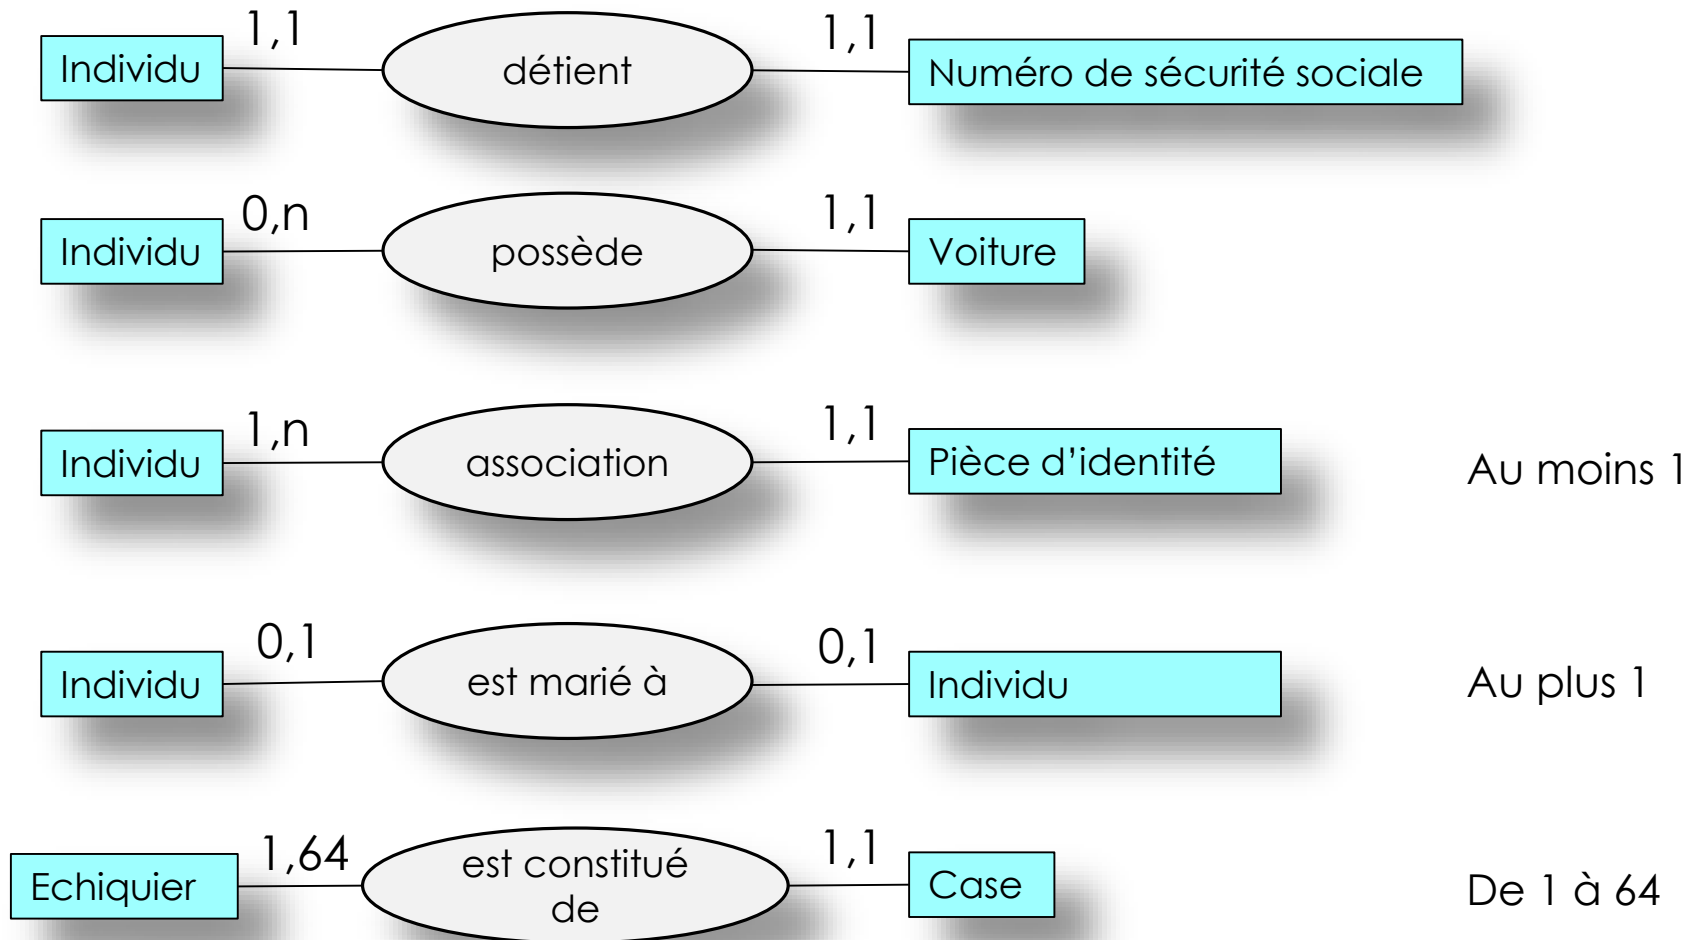 1,1
1,1
Individu
détient
Numéro de sécurité sociale
0,n
1,1
Individu
possède
Voiture
1,n
1,1
Individu
association
Pièce d’identité
Au moins 1
0,1
0,1
Individu
est marié à
Individu
Au plus 1
1,64
1,1
Echiquier
est constitué
de
Case
De 1 à 64